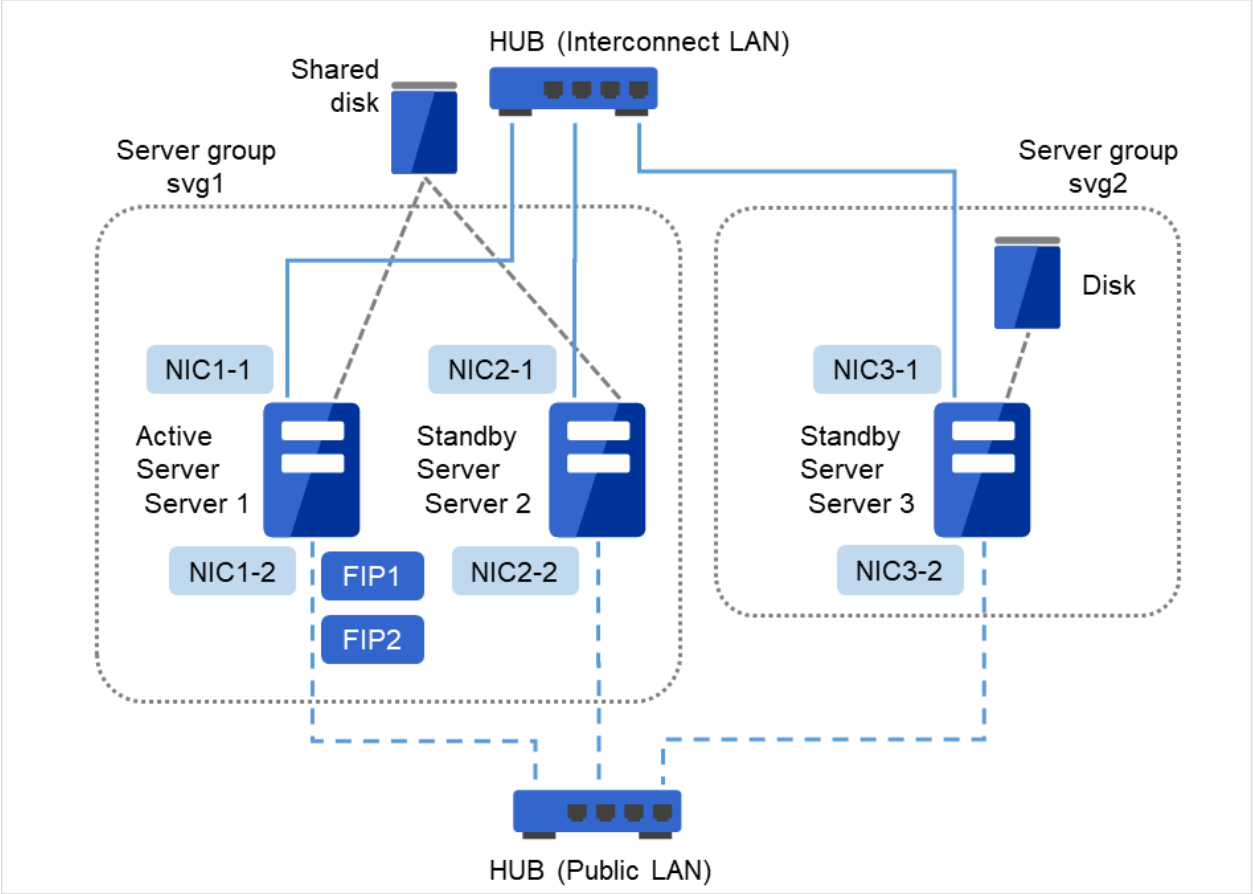 HUB (Interconnect LAN)
Shared
disk
Server group
svg1
Server group
svg2
Disk
NIC1-1
NIC2-1
NIC3-1
Active
Server
Server 1
Standby
Server
Server 2
Standby
Server
Server 3
NIC1-2
FIP1
NIC2-2
NIC3-2
FIP2
HUB (Public LAN)